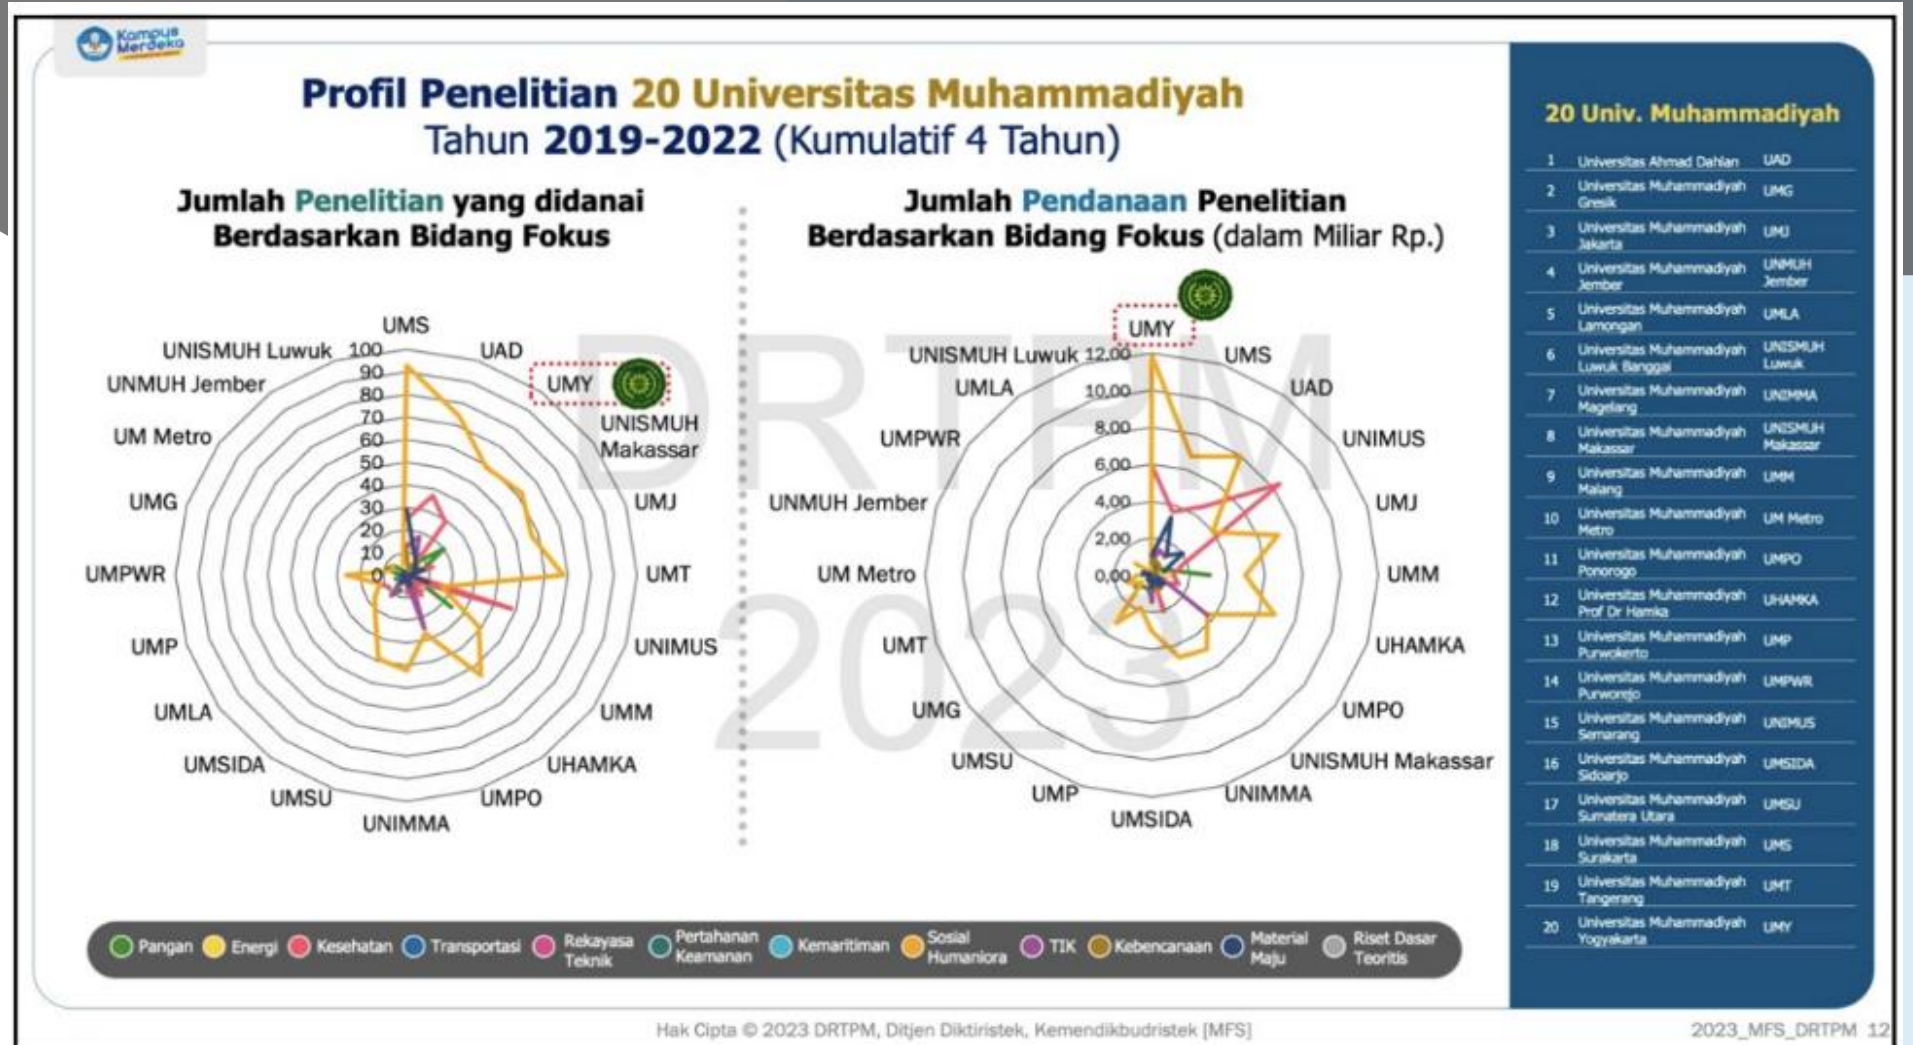 Kampus
Merdeka
Profil Penelitian 20 Universitas Muhammadiyah
Tahun 2019-2022 (Kumulatif 4 Tahun)
Jumlah Penelitian yang didanai
Berdasarkan Bidang Fokus
UMS
UAD
UMY
UNISMUH
Makassar
UMJ
UMT
UNIMUS
UMM
UHAMKA
UMPO
UNIMMA
UMSU
UMSIDA
UMLA
UMP
UMPWR
UMG
UM Metro
UNMUH Jember
UNISMUH Luwuk
100
90
80
70
60
50
40
30
20
10
0
Jumlah Pendanaan Penelitian
Berdasarkan Bidang Fokus (dalam Miliar Rp.)
UMY
UMS
UAD
UNIMUS
UMJ
UMM
UHAMKA
UMPO
UNISMUH Makassar
UNIMMA
UMSIDA
UMP
UMSU
UMG
UMT
UM Metro
UNMUH Jember
UMPWR
UMLA
UNISMUH Luwuk
12,00
10,00
8,00
6,00
4,00
2,00
0,00
DRTPM
2023
Pangan
Energi
Kesehatan
Transportasi
Rekayasa
Teknik
Pertahanan
Keamanan
Kemaritiman
Sosial
Humaniora
TIK
Kebencanaan
Material
Maju
Riset Dasar
Teoritis
20 Univ. Muhammadiyah
1 Universitas Ahmad Dahlan UAD
2 Universitas Muhammadiyah
Gresik UMG
3 Universitas Muhammadiyah
Jakarta UMJ
4 Universitas Muhammadiyah
Jember UNMUH
Jember
5 Universitas Muhammadiyah
Lamongan UMLA
6 Universitas Muhammadiyah
Luwuk Banggai UNISMUH
Luwuk
7 Universitas Muhammadiyah
Magelang UNIMMA
8 Universitas Muhammadiyah
Makassar UNISMUH
Makassar
9 Universitas Muhammadiyah
Malang UMM
10 Universitas Muhammadiyah
Metro UM Metro
11 Universitas Muhammadiyah
Ponorogo UMPO
12 Universitas Muhammadiyah
Prof Dr Hamka UHAMKA
13 Universitas Muhammadiyah
Purwokerto UMP
14 Universitas Muhammadiyah
Purworejo UMPWR
15 Universitas Muhammadiyah
Semarang UNIMUS
16 Universitas Muhammadiyah
Sidoarjo UMSIDA
17 Universitas Muhammadiyah
Sumatera Utara UMSU
18 Universitas Muhammadiyah
Surakarta UMS
19 Universitas Muhammadiyah
Tangerang UMT
20 Universitas Muhammadiyah
Yogyakarta UMY
Hak Cipta © 2023 DRTPM, Ditjen Diktiristek, Kemendikbudristek [MFS]
2023_MFS_DRTPM 12